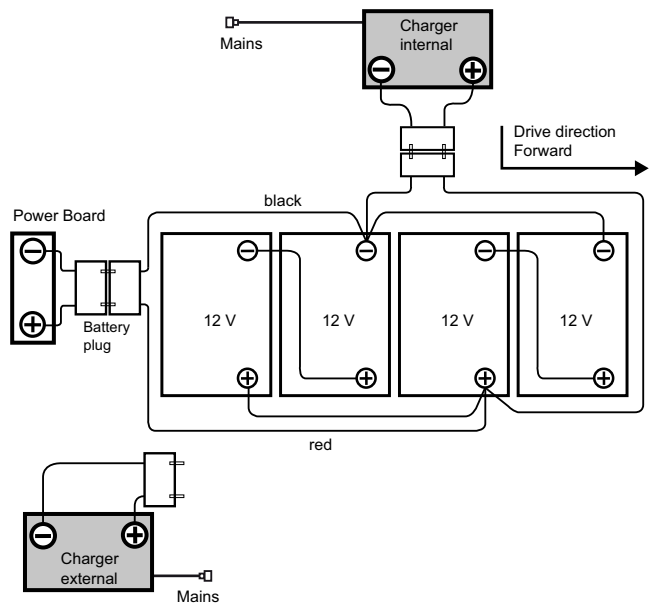 Charger
internal
Mains
Drive direction
Forward
black
Power Board
12 V
12 V
12 V
12 V
Battery
plug
red
Charger
external
Mains